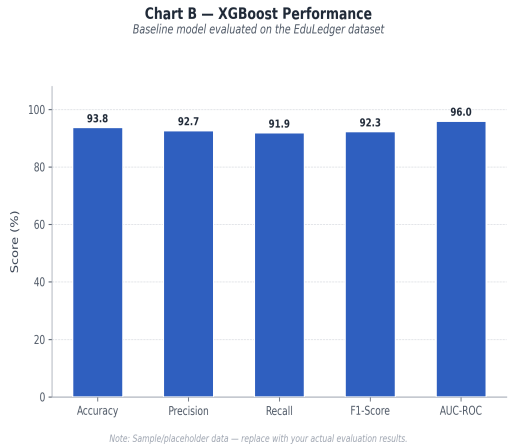 Chart B — XGBoost Performance
Baseline model evaluated on the EduLedger dataset
Score (%)
100
80
60
40
20
0
93.8
92.7
91.9
92.3
96.0
Accuracy
Precision
Recall
F1-Score
AUC-ROC
Note: Sample/placeholder data — replace with your actual evaluation results.